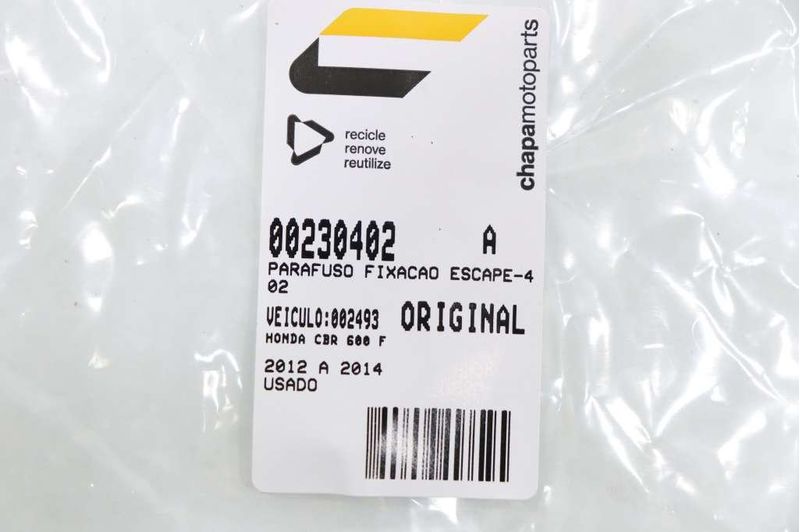 chapamotoparts
recicle
renove
reutilize
00230402 A
PARAFUSO FIXACAO ESCAPE-4
02
VEICULO:002493 ORIGINAL
HONDA CBR 600 F
2012 A 2014
USADO